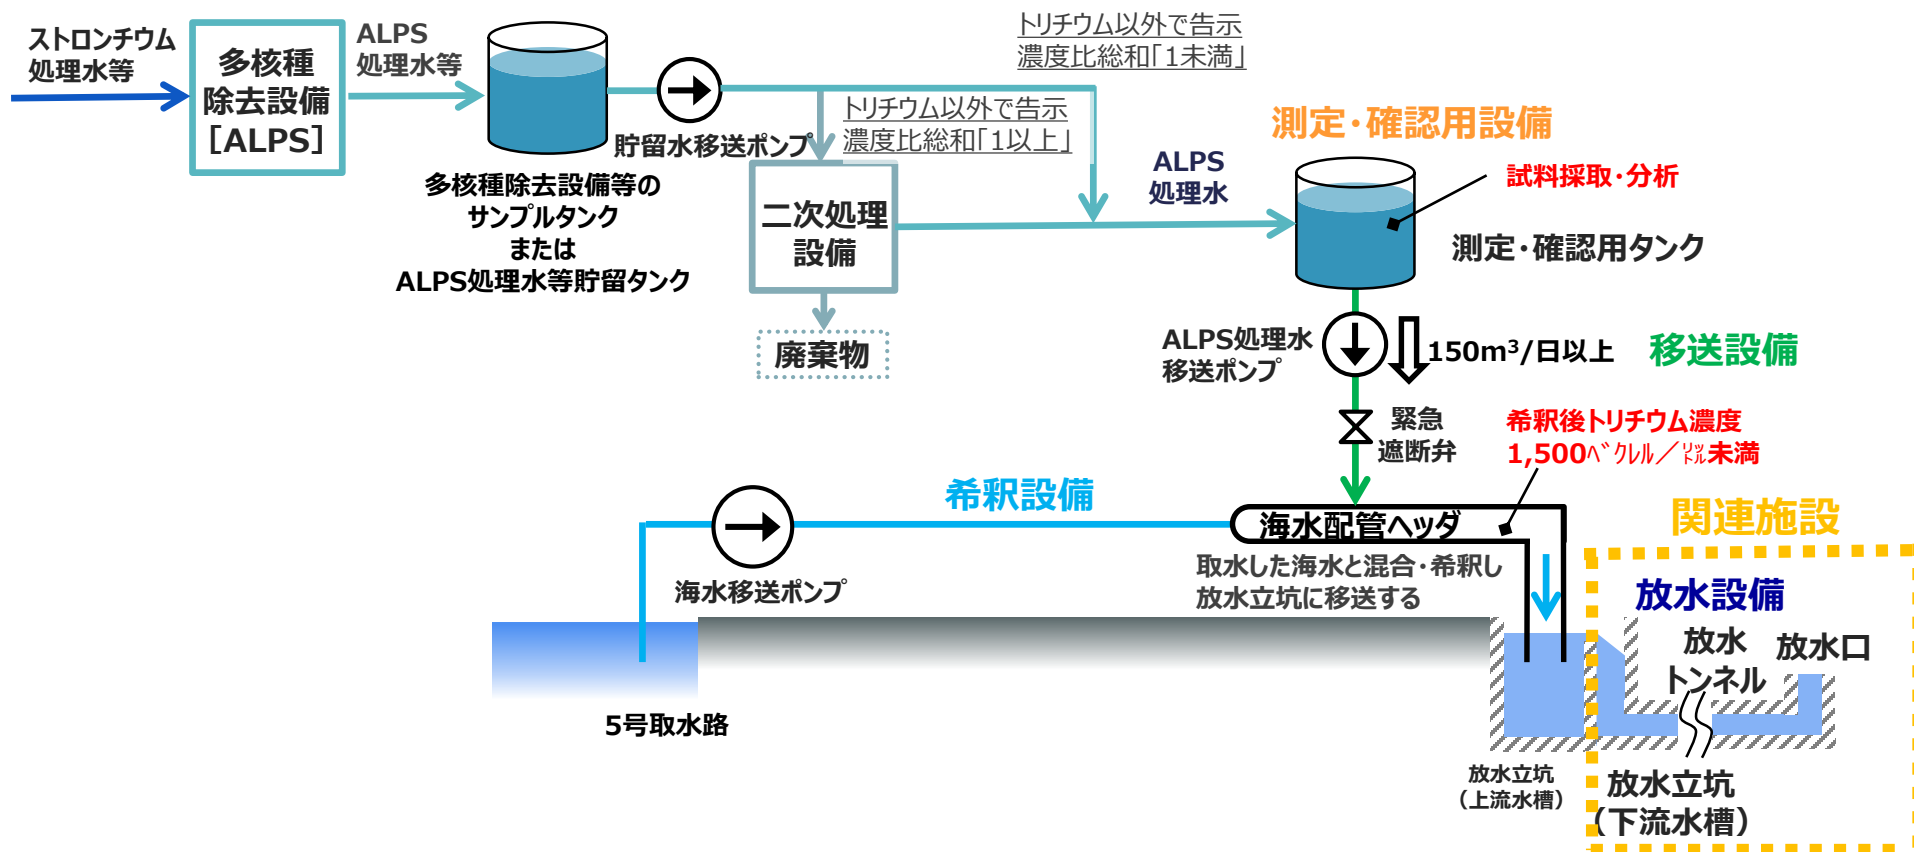 ストロンチウム
処理水等
多核種
除去設備
[ALPS]
ALPS
処理水等
多核種除去設備等の
サンプルタンク
または
ALPS処理水等貯留タンク
貯留水移送ポンプ
トリチウム以外で告示
濃度比総和「1未満」
トリチウム以外で告示
濃度比総和「1以上」
二次処理
設備
廃棄物
ALPS
処理水
測定・確認用設備
試料採取・分析
測定・確認用タンク
ALPS処理水
移送ポンプ
150m³/日以上
移送設備
緊急
遮断弁
希釈後トリチウム濃度
1,500ベクレル／リットル未満
希釈設備
海水配管ヘッダ
関連施設
海水移送ポンプ
取水した海水と混合・希釈し
放水立坑に移送する
放水設備
放水
トンネル
放水口
5号取水路
放水立坑
（上流水槽）
放水立坑
（下流水槽）